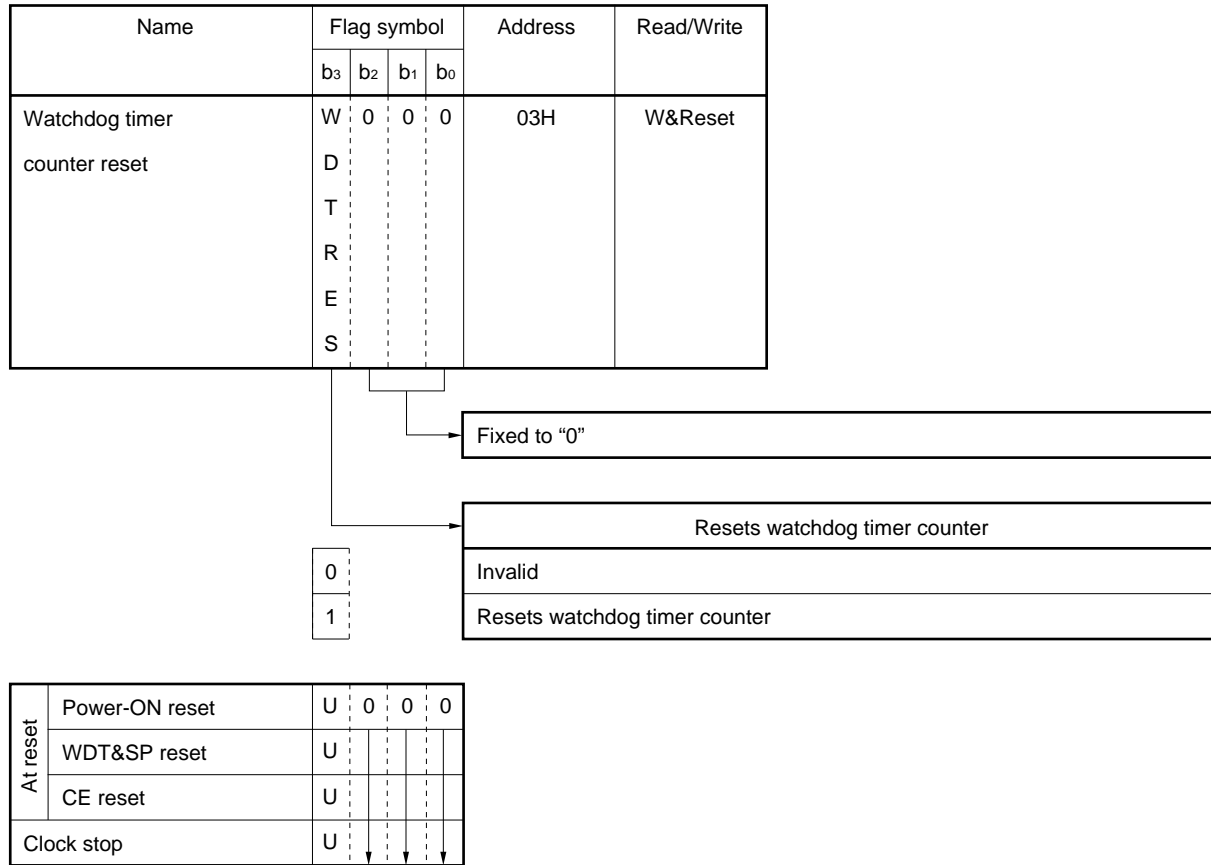 Name Flag symbol Address Read/Write
b3 b2 b1 b0
Watchdog timer W 0 0 0 03H W&Reset
counter reset D
T
R
E
S
Fixed to “0”
Resets watchdog timer counter
0 Invalid
1 Resets watchdog timer counter
At reset
Power-ON reset U 0 0 0
WDT&SP reset U
CE reset U
Clock stop U